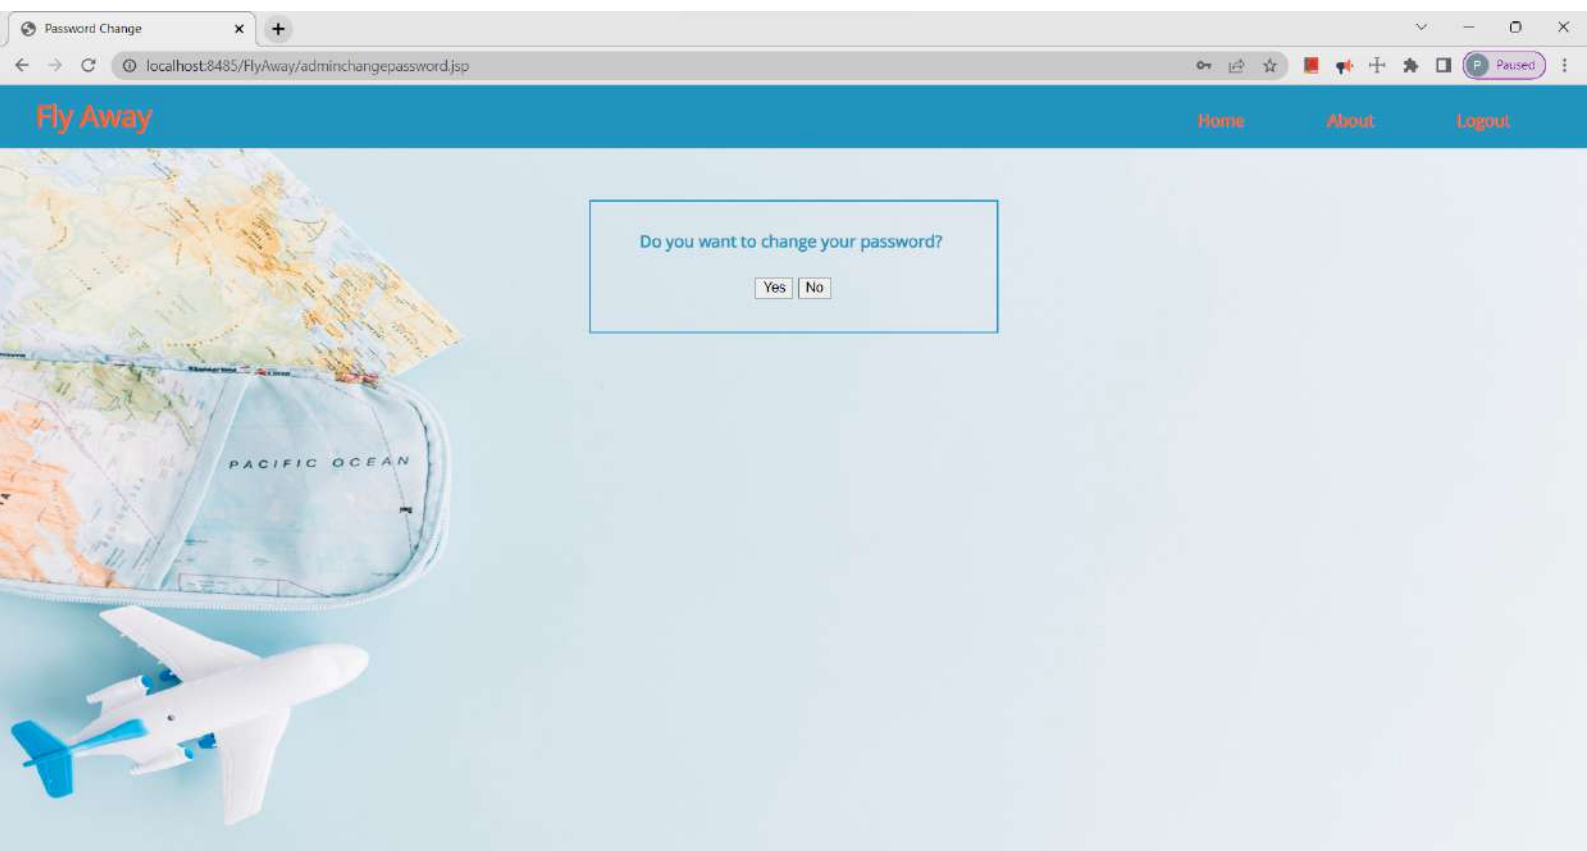 Password Change
localhost:8485/FlyAway/adminchangepassword.jsp
P Paused
Fly Away
Home About Logout
Do you want to change your password?
Yes No
PACIFIC OCEAN